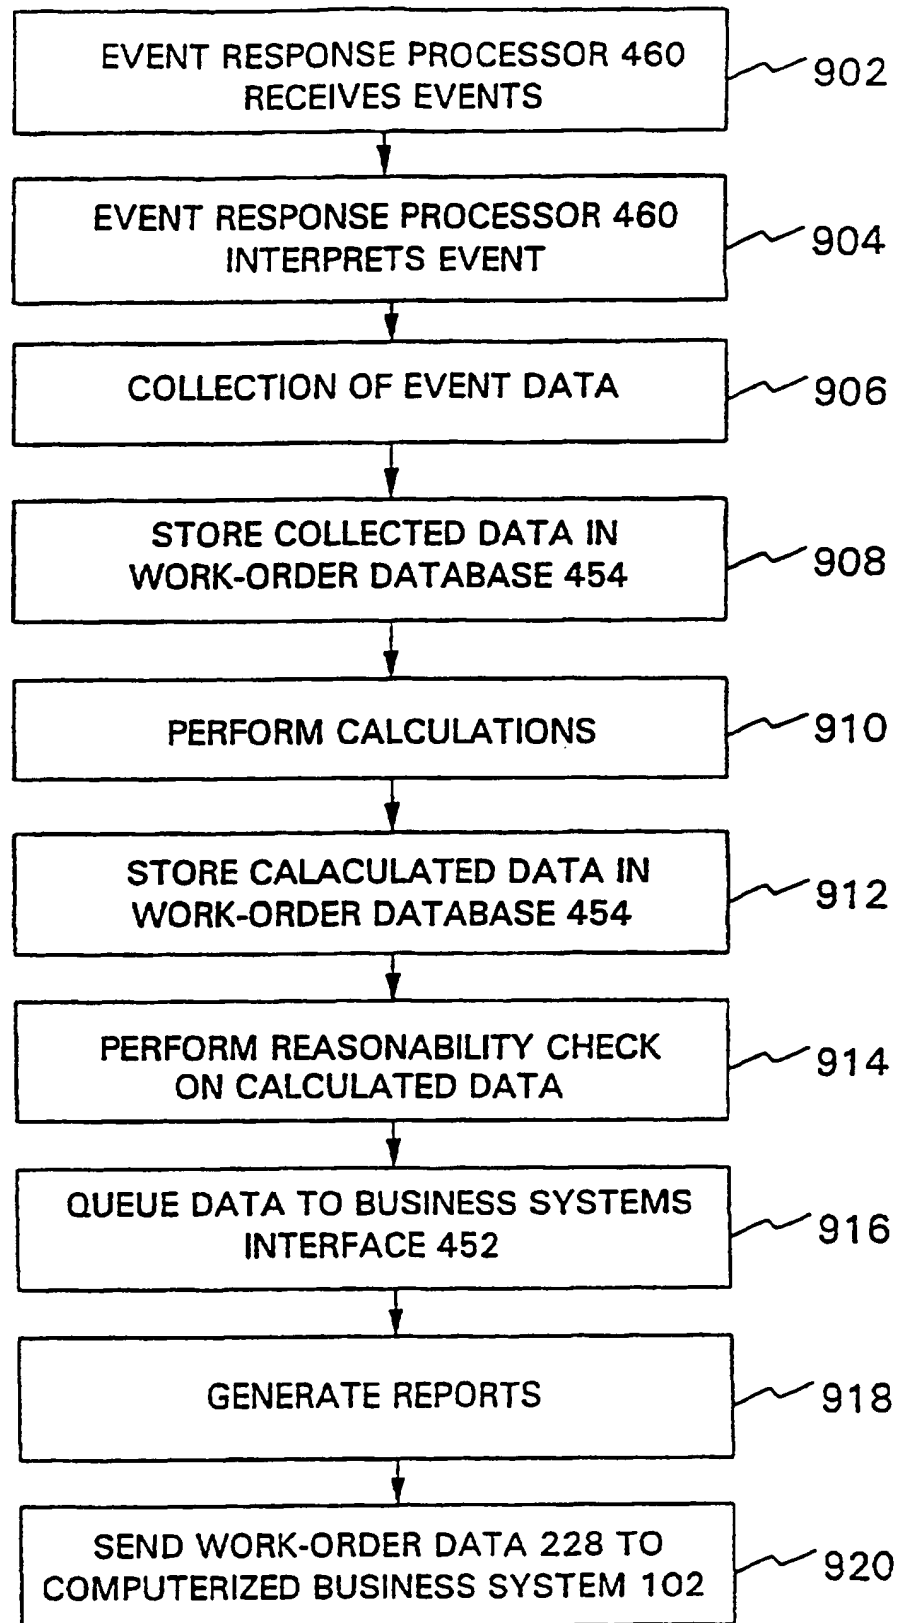 EVENT RESPONSE PROCESSOR 460
RECEIVES EVENTS
902
EVENT RESPONSE PROCESSOR 460
INTERPRETS EVENT
904
COLLECTION OF EVENT DATA
906
STORE COLLECTED DATA IN
WORK-ORDER DATABASE 454
908
PERFORM CALCULATIONS
910
STORE CALACULATED DATA IN
WORK-ORDER DATABASE 454
912
PERFORM REASONABILITY CHECK
ON CALCULATED DATA
914
QUEUE DATA TO BUSINESS SYSTEMS
INTERFACE 452
916
GENERATE REPORTS
918
SEND WORK-ORDER DATA 228 TO
COMPUTERIZED BUSINESS SYSTEM 102
920